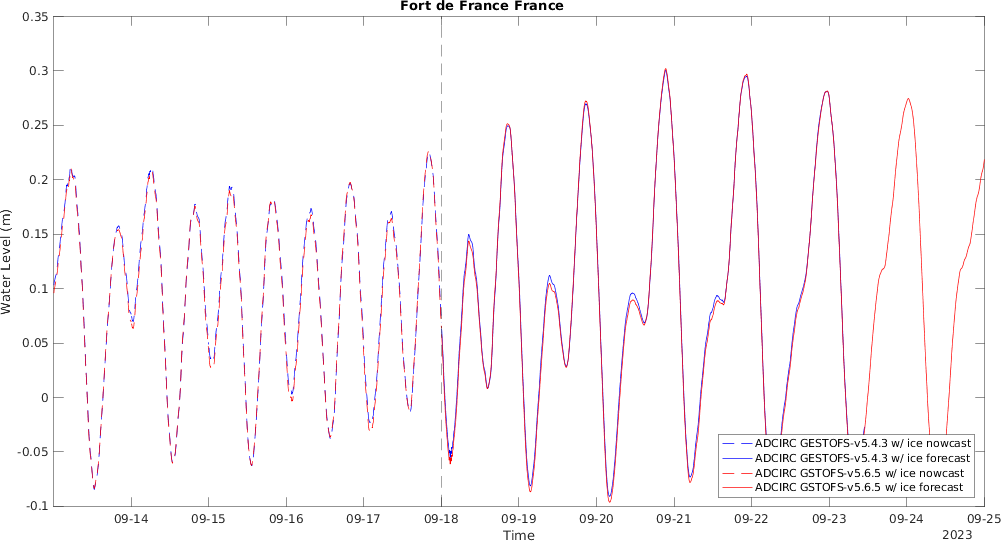 Fort de France France
0.35
0.3
0.25
0.2
0.15
0.1
0.05
0
-0.05
-0.1
Water Level (m)
ADCIRC GESTOFS-v5.4.3 w/ ice nowcast
ADCIRC GESTOFS-v5.4.3 w/ ice forecast
ADCIRC GSTOFS-v5.6.5 w/ ice nowcast
ADCIRC GSTOFS-v5.6.5 w/ ice forecast
09-14 09-15 09-16 09-17 09-18 09-19 09-20 09-21 09-22 09-23 09-24 09-25
Time 2023